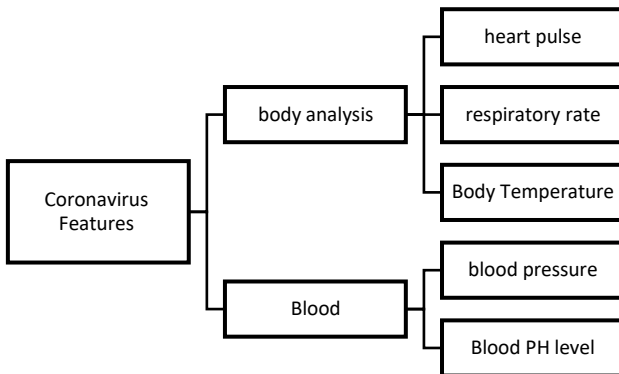 heart pulse
body analysis
respiratory rate
Coronavirus
Features
Body Temperature
blood pressure
Blood
Blood PH level